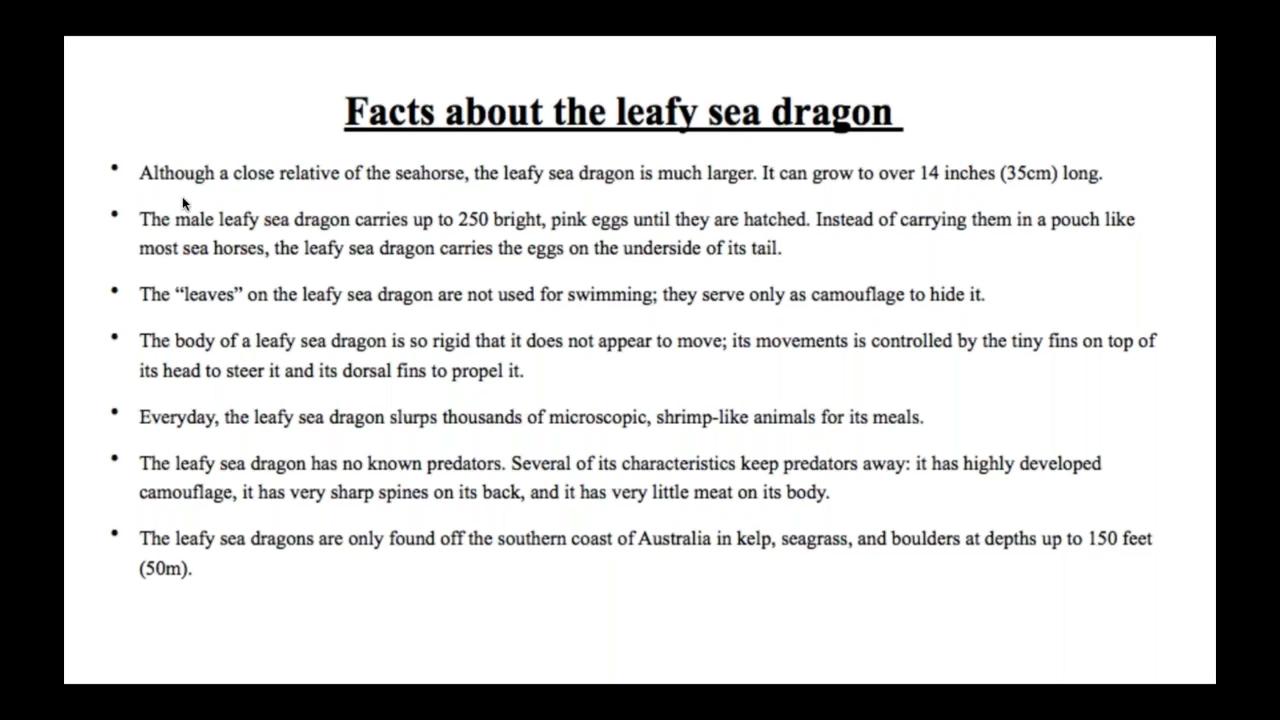 Facts about the leafy sea dragon
• Although a close relative of the seahorse, the leafy sea dragon is much larger. It can grow to over 14 inches (35cm) long.
• The male leafy sea dragon carries up to 250 bright, pink eggs until they are hatched. Instead of carrying them in a pouch like
most sea horses, the leafy sea dragon carries the eggs on the underside of its tail.
• The “leaves” on the leafy sea dragon are not used for swimming; they serve only as camouflage to hide it.
• The body of a leafy sea dragon is so rigid that it does not appear to move; its movements is controlled by the tiny fins on top of
its head to steer it and its dorsal fins to propel it.
• Everyday, the leafy sea dragon slurps thousands of microscopic, shrimp-like animals for its meals.
• The leafy sea dragon has no known predators. Several of its characteristics keep predators away: it has highly developed
camouflage, it has very sharp spines on its back, and it has very little meat on its body.
• The leafy sea dragons are only found off the southern coast of Australia in kelp, seagrass, and boulders at depths up to 150 feet
(50m).